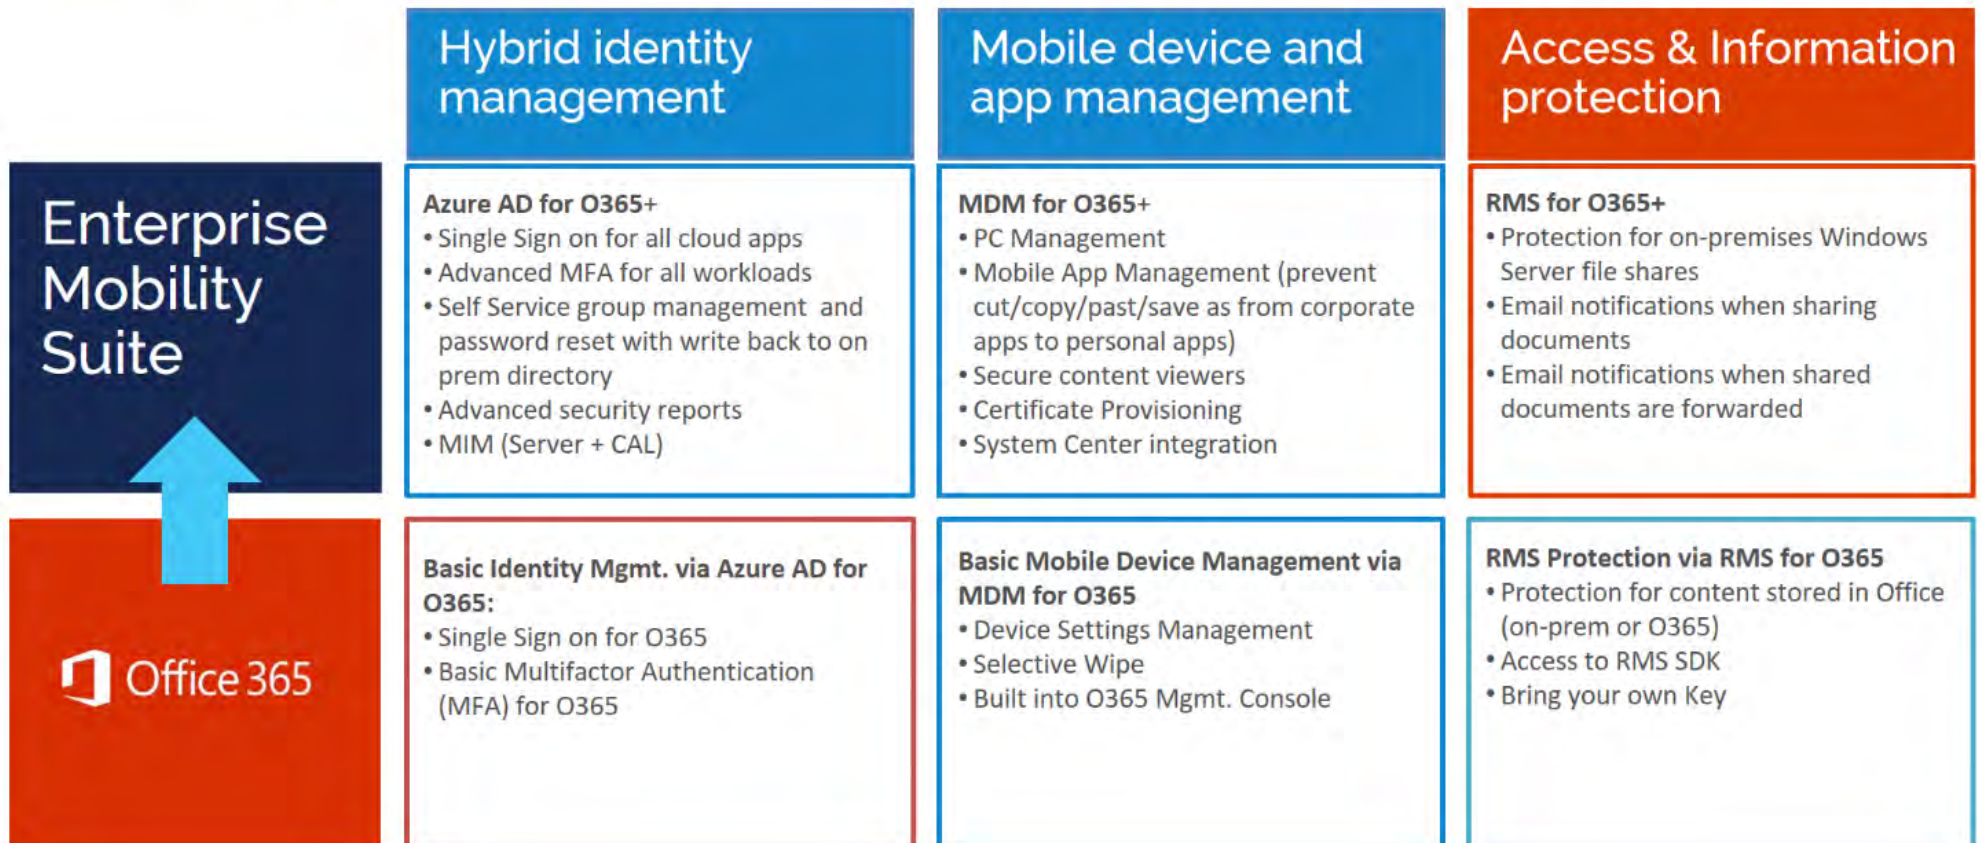 Hybrid identity
management
Mobile device and
app management
Access & Information
protection
Enterprise
Mobility
Suite
Azure AD for O365+
• Single Sign on for all cloud apps
• Advanced MFA for all workloads
• Self Service group management and
password reset with write back to on
prem directory
• Advanced security reports
• MIM (Server + CAL)
MDM for O365+
• PC Management
• Mobile App Management (prevent
cut/copy/past/save as from corporate
apps to personal apps)
• Secure content viewers
• Certificate Provisioning
• System Center integration
RMS for O365+
• Protection for on-premises Windows
Server file shares
• Email notifications when sharing
documents
• Email notifications when shared
documents are forwarded
Office 365
Basic Identity Mgmt. via Azure AD for
O365:
• Single Sign on for O365
• Basic Multifactor Authentication
(MFA) for O365
Basic Mobile Device Management via
MDM for O365
• Device Settings Management
• Selective Wipe
• Built into O365 Mgmt. Console
RMS Protection via RMS for O365
• Protection for content stored in Office
(on-prem or O365)
• Access to RMS SDK
• Bring your own Key